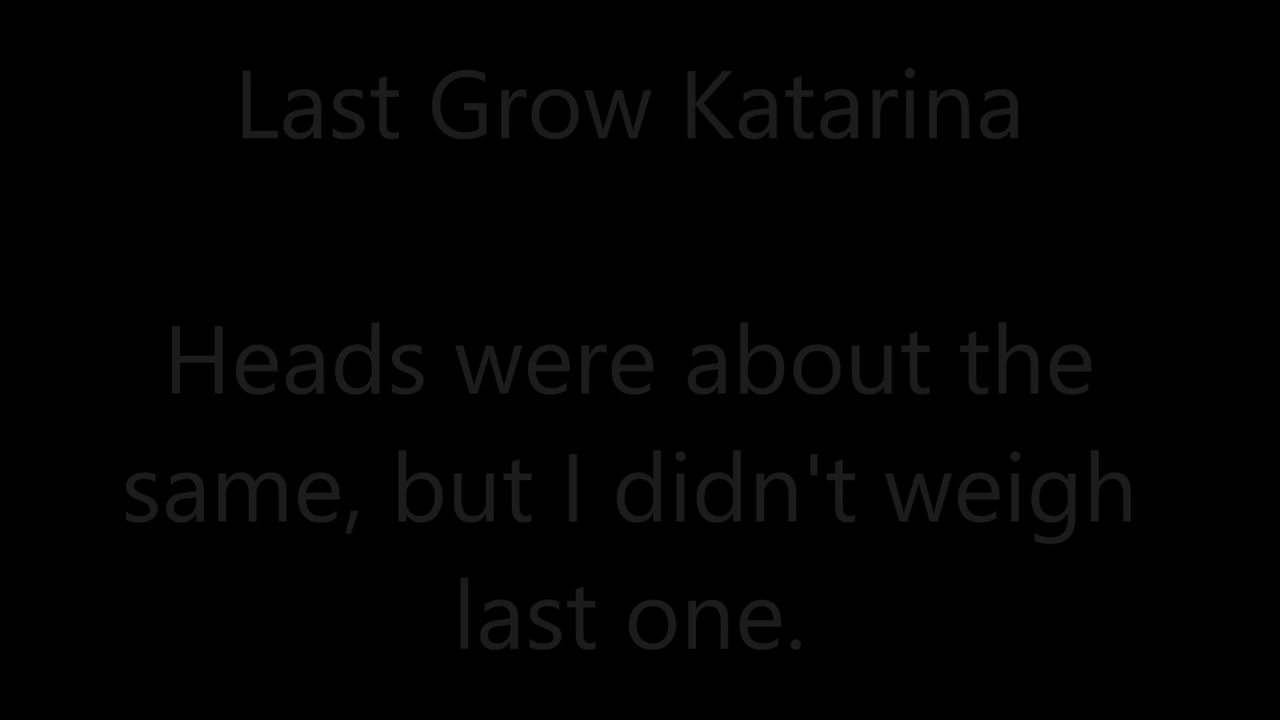 Last Grow Katarina
Heads were about the
same, but I didn't weigh
last one.